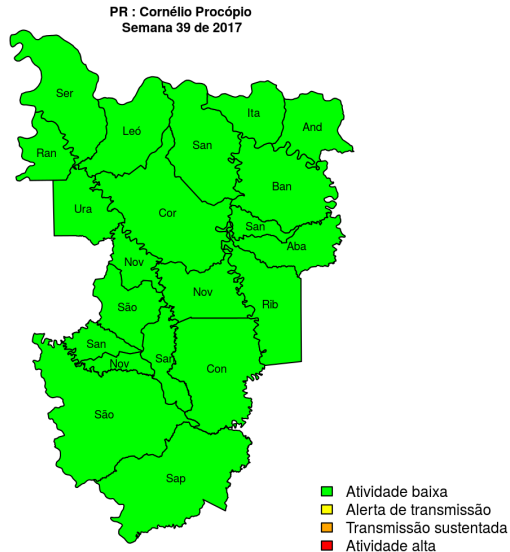 PR : Cornélio Procópio
Semana 39 de 2017
Ser
Leó
Ita
And
San
Ran
Ban
Ura
Cor
San
Aba
Nov
Nov
Rib
São
San
San
Nov
Con
São
Sap
Atividade baixa
Alerta de transmissão
Transmissão sustentada
Atividade alta